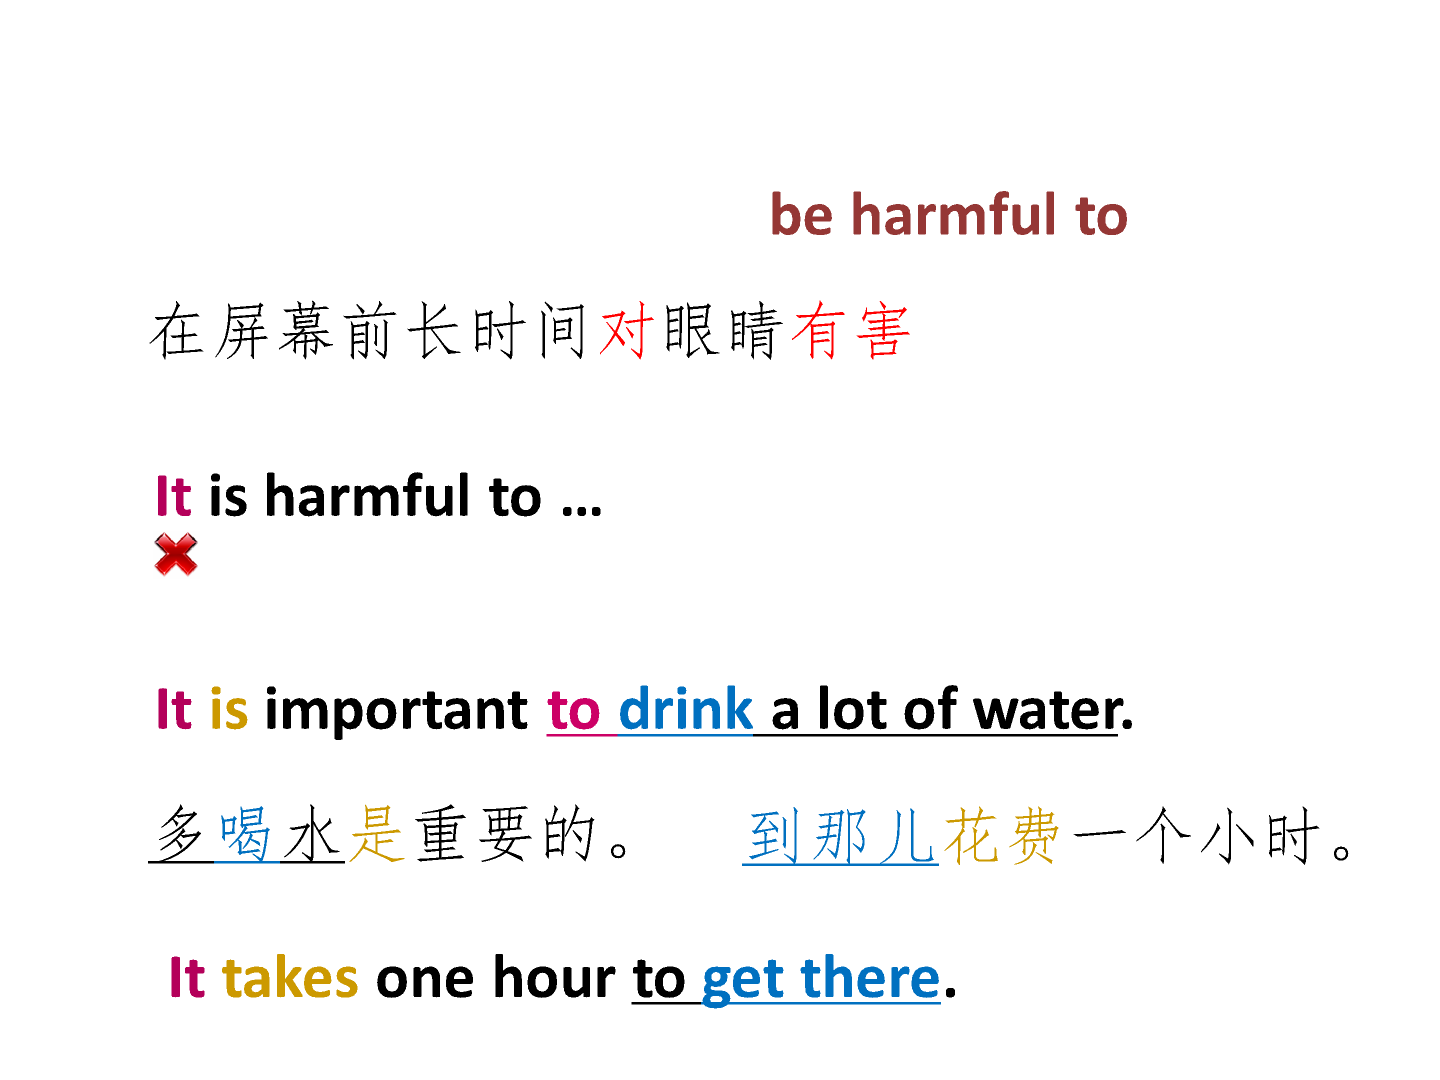 be harmful to
在屏幕前长时间对眼睛有害
It is harmful to ...
It is important to drink a lot of water.
多喝水是重要的。 到那儿花费一个小时。
It takes one hour to get there.